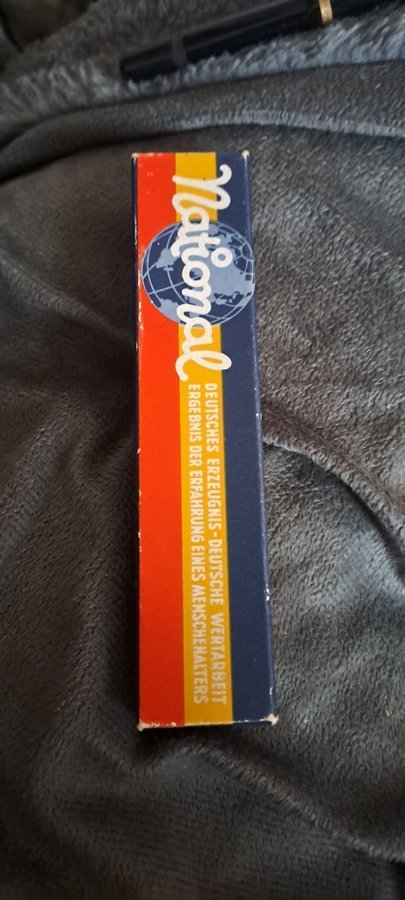 National
DEUTSCHES ERZEUGNIS-DEUTSCHE WERTARBEIT
ERGEBNIS DER ERFAHRUNG EINES MENSCHENALTERS